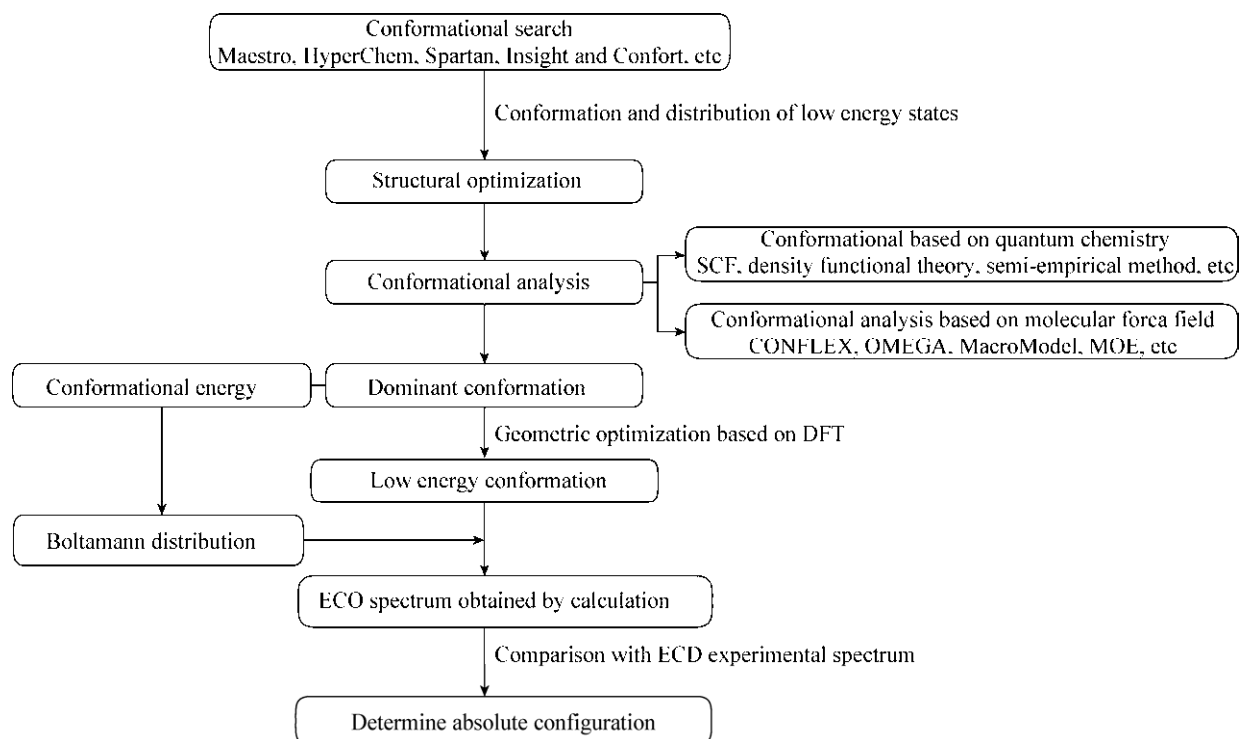 Conformational search
Maestro, HyperChem, Spartan, Insight and Confort, etc
Conformation and distribution of low energy states
Structural optimization
Conformational analysis
Conformational based on quantum chemistry
SCF, density functional theory, semi-empirical method, etc
Conformational analysis based on molecular forca field
CONFLEX, OMEGA, MacroModel, MOE, etc
Conformational energy
Dominant conformation
Geometric optimization based on DFT
Low energy conformation
Boltamann distribution
ECO spectrum obtained by calculation
Comparison with ECD experimental spectrum
Determine absolute configuration